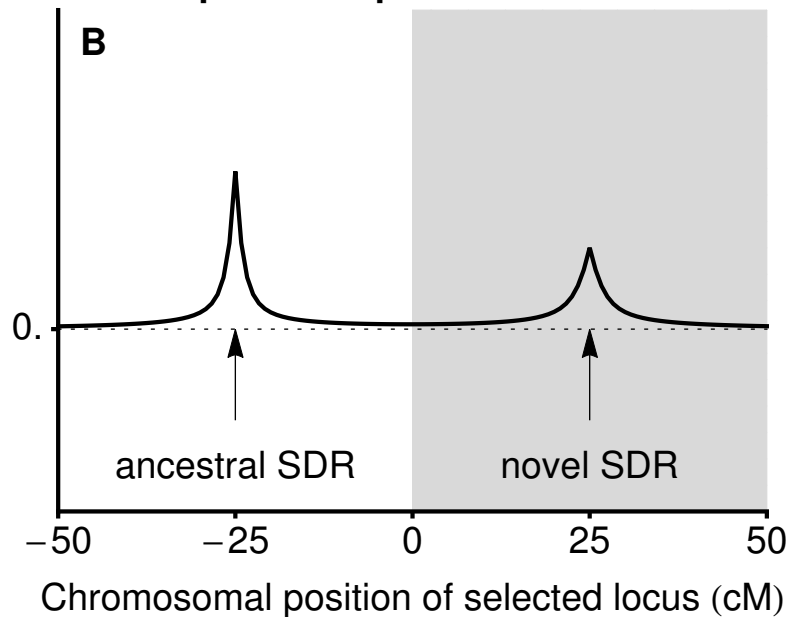 B
0.
ancestral SDR novel SDR
−50 −25 0 25 50
Chromosomal position of selected locus (cM)